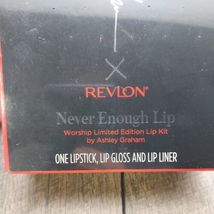 X
REVLON
Never Enough Lip
Worship Limited Edition Lip Kit
by Ashley Graham
ONE LIPSTICK, LIP GLOSS AND LIP LINER